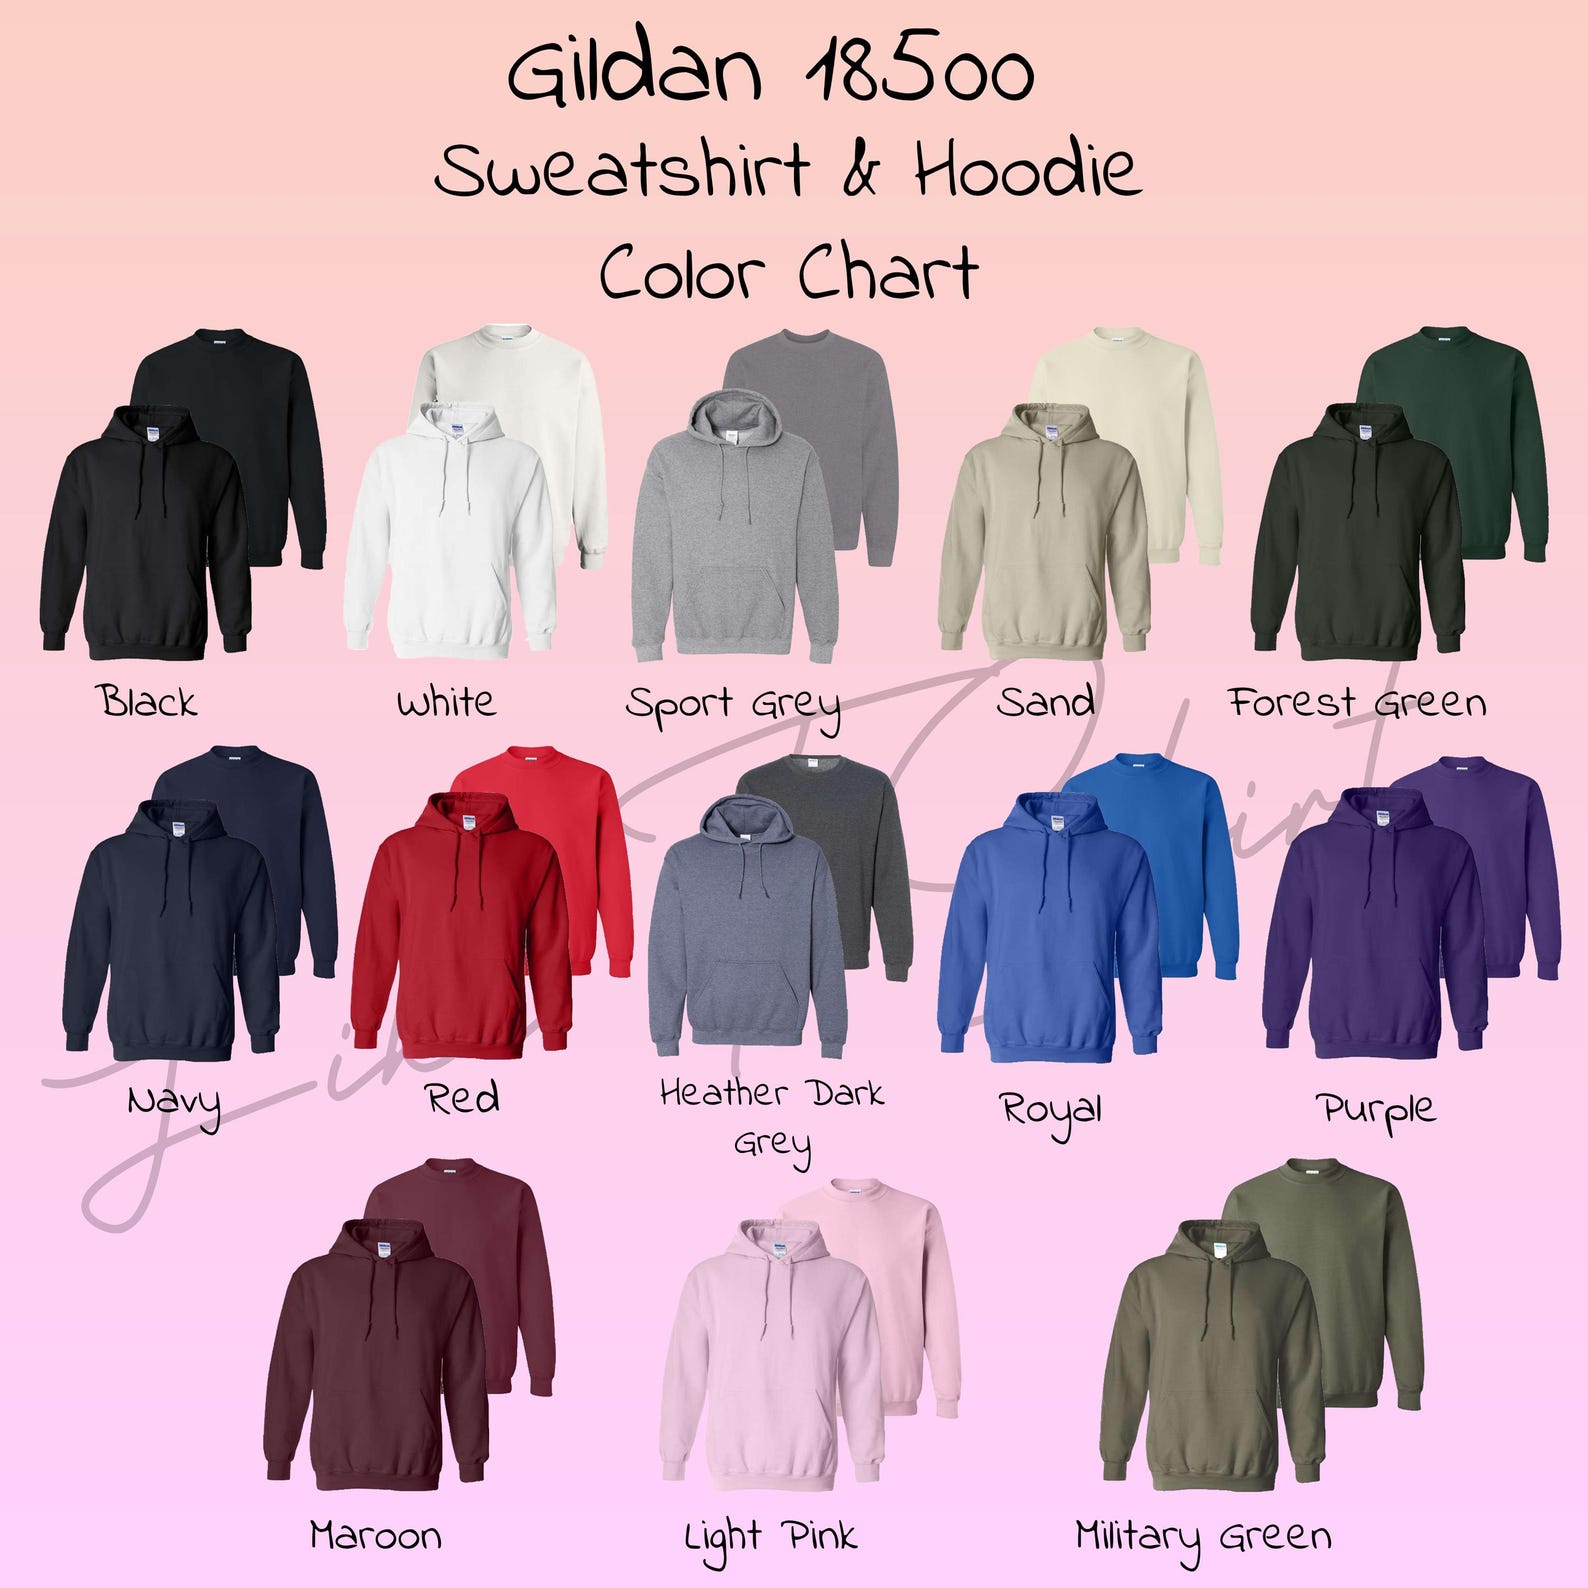 Gildan 18500
Sweatshirt & Hoodie
Color Chart
Black
White
Sport Grey
Sand
Forest Green
Navy
Red
Heather Dark
Grey
Royal
Purple
Maroon
Light Pink
Military Green